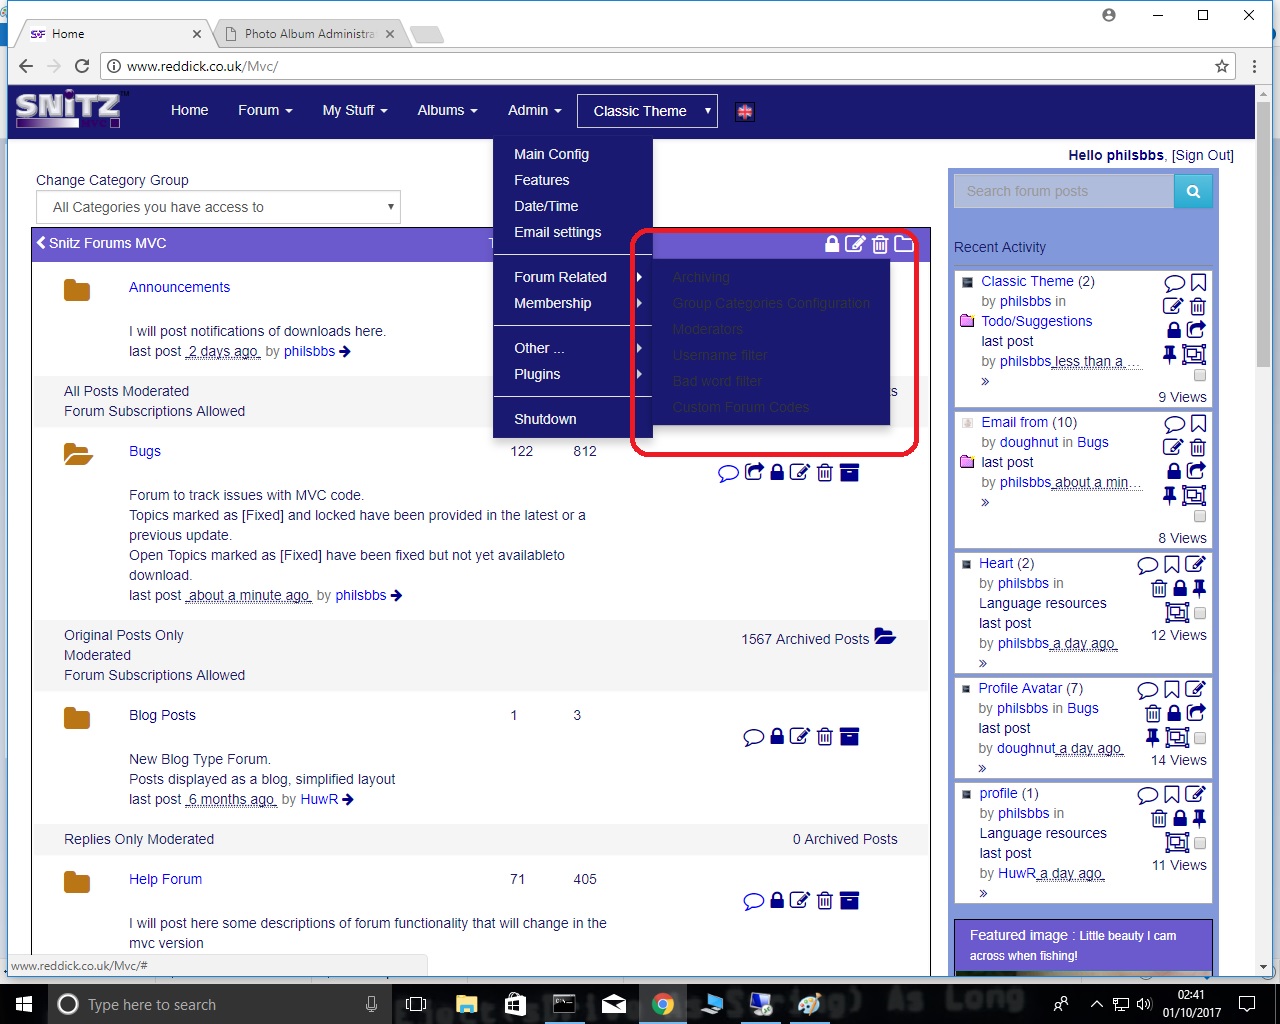 Home
Photo Album Administra
www.reddick.co.uk/Mvc/
SNiTZ
Home
Forum
My Stuff
Albums
Admin
Classic Theme
Hello philsbbs, [Sign Out]
Change Category Group
All Categories you have access to
Main Config
Features
Date/Time
Email settings
Forum Related
Membership
Other ...
Plugins
Shutdown
Archiving
Group Categories Configuration
Moderators
Username filter
Bad word filter
Custom Forum Codes
Snitz Forums MVC
Announcements
I will post notifications of downloads here.
last post 2 days ago by philsbbs
All Posts Moderated
Forum Subscriptions Allowed
Bugs 122 812
Forum to track issues with MVC code.
Topics marked as [Fixed] and locked have been provided in the latest or a
previous update.
Open Topics marked as [Fixed] have been fixed but not yet availableto
download.
last post about a minute ago by philsbbs
Original Posts Only
Moderated
Forum Subscriptions Allowed
1567 Archived Posts
Blog Posts 1 3
New Blog Type Forum.
Posts displayed as a blog, simplified layout
last post 6 months ago by HuwR
Replies Only Moderated 0 Archived Posts
Help Forum 71 405
I will post here some descriptions of forum functionality that will change in the
mvc version
Search forum posts
Recent Activity
Classic Theme (2)
by philsbbs in
Todo/Suggestions
last post
by philsbbs less than a ...
»
9 Views
Email from (10)
by doughnut in Bugs
last post
by philsbbs about a min...
»
8 Views
Heart (2)
by philsbbs in
Language resources
last post
by philsbbs a day ago
»
12 Views
Profile Avatar (7)
by philsbbs in Bugs
last post
by doughnut a day ago
»
14 Views
profile (1)
by philsbbs in
Language resources
last post
by HuwR a day ago
»
11 Views
Featured image : Little beauty I cam
across when fishing!
www.reddick.co.uk/Mvc/#
Type here to search
As Long
02:41
01/10/2017